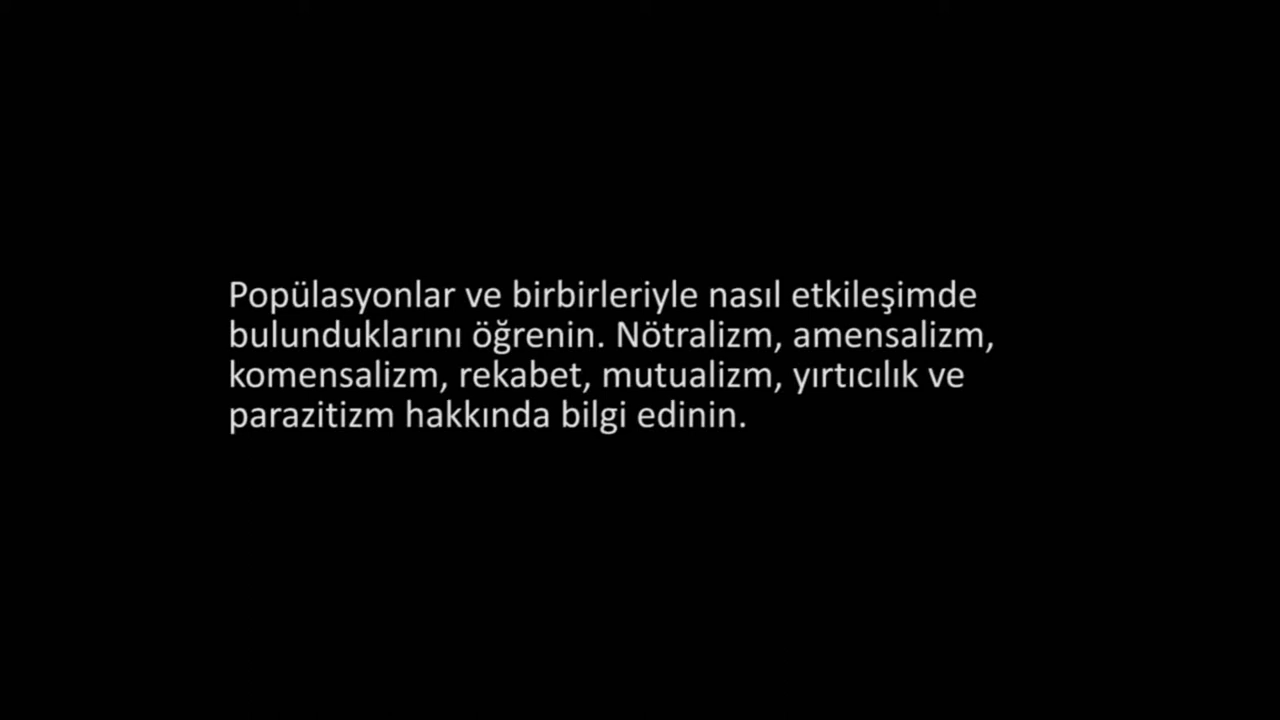 Popülasyonlar ve birbirleriyle nasıl etkileşimde
bulunduklarını öğrenin. Nötralizm, amensalizm,
komensalizm, rekabet, mutualizm, yırtıcılık ve
parazitizm hakkında bilgi edinin.